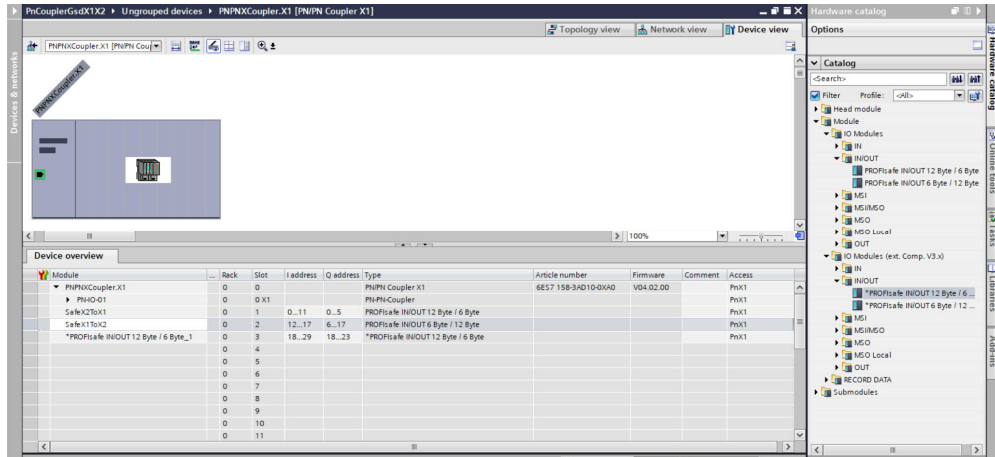 PnCouplerGsdX1X2 ▸ Ungrouped devices ▸ PNPNXCoupler.X1 [PN/PN Coupler X1]
Topology view Network view Device view
PNPNXCoupler.X1 [PN/PN Cou
PNPNXCoupler.X1
100%
Device overview
Module ... Rack Slot I address Q address Type Article number Firmware Comment Access
PNPNXCoupler.X1 0 0 PN/PN Coupler X1 6ES7 158-3AD10-0XA0 V04.02.00 PnX1
PN-IO-01 0 0 X1 PN-PN-Coupler PnX1
SafeX2ToX1 0 1 0...11 0...5 PROFIsafe IN/OUT 12 Byte / 6 Byte PnX1
SafeX1ToX2 0 2 12...17 6...17 PROFIsafe IN/OUT 6 Byte / 12 Byte PnX1
*PROFIsafe IN/OUT 12 Byte / 6 Byte_1 0 3 18...29 18...23 *PROFIsafe IN/OUT 12 Byte / 6 Byte PnX1
0 4
0 5
0 6
0 7
0 8
0 9
0 10
0 11
Devices & networks
Hardware catalog
Options
Catalog
<Search>
Filter Profile: <All>
Head module
Module
IO Modules
IN
IN/OUT
PROFIsafe IN/OUT 12 Byte / 6 Byte
PROFIsafe IN/OUT 6 Byte / 12 Byte
MSI
MSI/MSO
MSO
MSO Local
OUT
IO Modules (ext. Comp. V3.x)
IN
IN/OUT
*PROFIsafe IN/OUT 12 Byte / 6 ...
*PROFIsafe IN/OUT 6 Byte / 12 ...
MSI
MSI/MSO
MSO
MSO Local
OUT
RECORD DATA
Submodules
Hardware catalog
Online tools
Tasks
Libraries
Add-ins